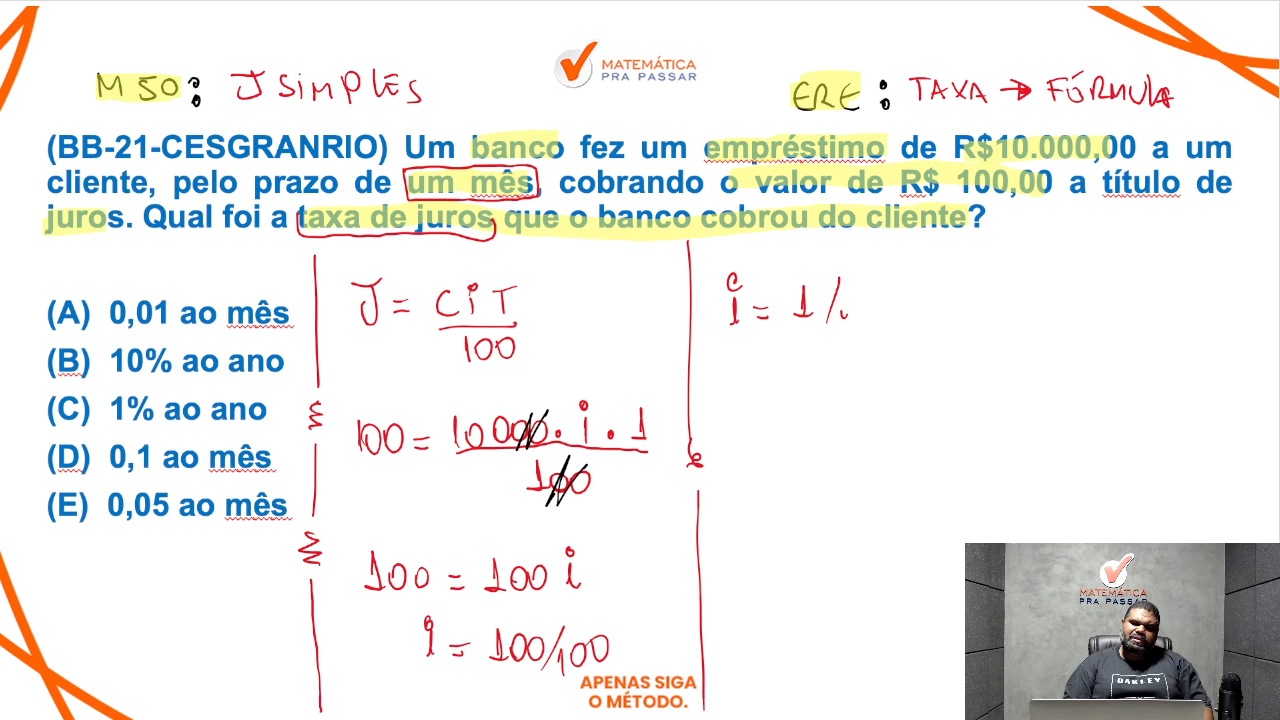 MATEMÁTICA
PRA PASSAR
M 50: J SIMPLES
ERE: TAXA → FÓRMULA
(BB-21-CESGRANRIO) Um banco fez um empréstimo de R$10.000,00 a um
cliente, pelo prazo de um mês, cobrando o valor de R$ 100,00 a título de
juros. Qual foi a taxa de juros que o banco cobrou do cliente?
(A) 0,01 ao mês
(B) 10% ao ano
(C) 1% ao ano
(D) 0,1 ao mês
(E) 0,05 ao mês
J = CiT
100
100 = 10000 · i · 1
100
100 = 100 i
i = 100/100
i = 1%
APENAS SIGA
O MÉTODO.
MATEMÁTICA
PRA PASSAR
OAKLEY